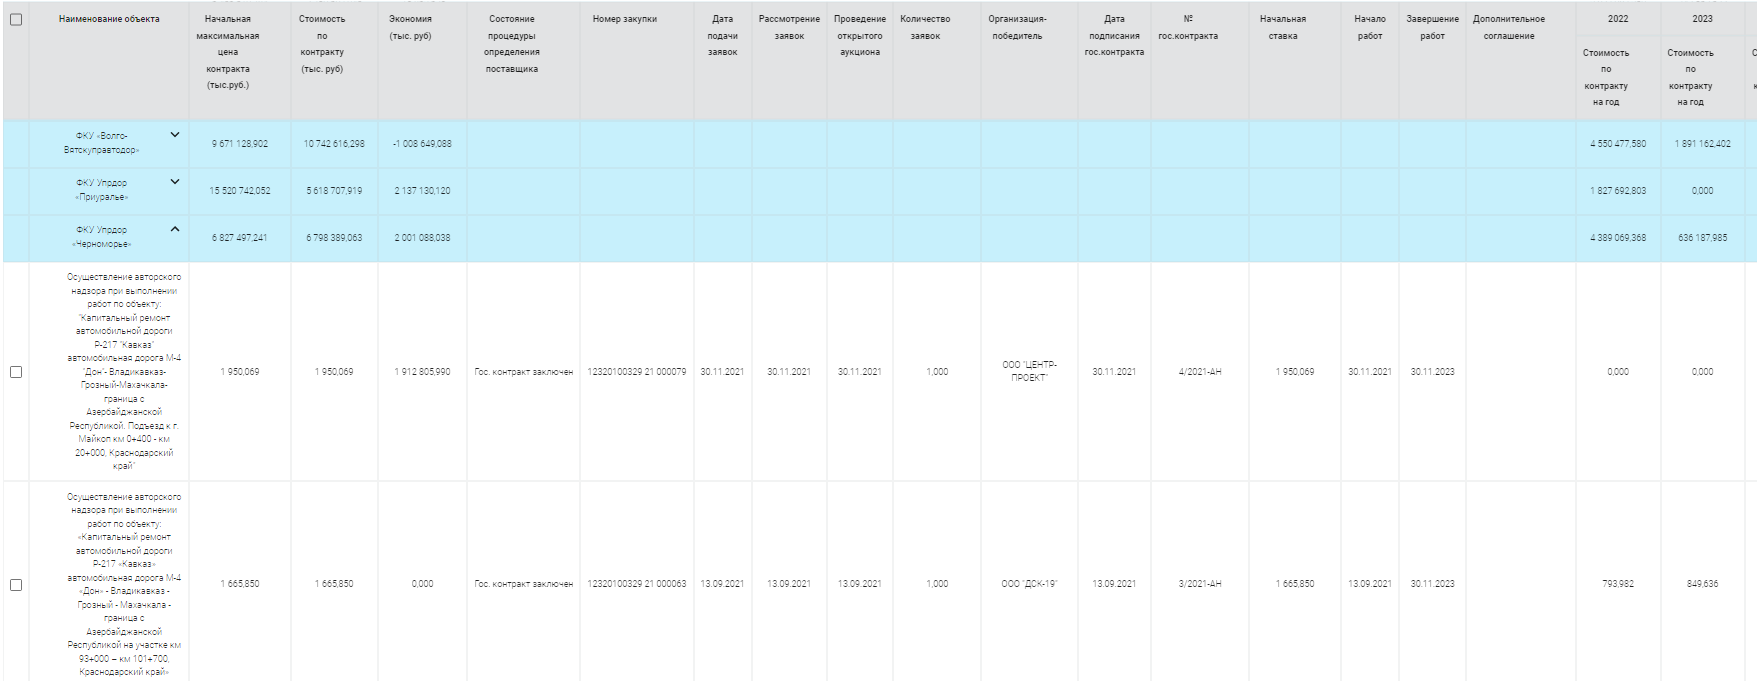 Наименование объекта
Начальная
максимальная
цена
контракта
(тыс.руб.)
Стоимость
по
контракту
(тыс. руб)
Экономия
(тыс. руб)
Состояние
процедуры
определения
поставщика
Номер закупки
Дата
подачи
заявок
Рассмотрение
заявок
Проведение
открытого
аукциона
Количество
заявок
Организация-
победитель
Дата
подписания
гос.контракта
№
гос.контракта
Начальная
ставка
Начало
работ
Завершение
работ
Дополнительное
соглашение
2022
Стоимость
по
контракту
на год
2023
Стоимость
по
контракту
на год
ФКУ «Волго-
Вятскуправтодор»
9 671 128,902
10 742 616,298
-1 008 649,088
4 550 477,580
1 891 162,402
ФКУ Упрдор
«Приуралье»
15 520 742,052
5 618 707,919
2 137 130,120
1 827 692,803
0,000
ФКУ Упрдор
«Черноморье»
6 827 497,241
6 798 389,063
2 001 088,038
4 389 069,368
636 187,985
Осуществление авторского
надзора при выполнении
работ по объекту:
"Капитальный ремонт
автомобильной дороги
Р-217 "Кавказ"
автомобильная дорога М-4
"Дон"- Владикавказ-
Грозный-Махачкала-
граница с
Азербайджанской
Республикой. Подъезд к г.
Майкоп км 0+400 - км
20+000, Краснодарский
край"
1 950,069
1 950,069
1 912 805,990
Гос. контракт заключен
12320100329 21 000079
30.11.2021
30.11.2021
30.11.2021
1,000
ООО "ЦЕНТР-
ПРОЕКТ"
30.11.2021
4/2021-АН
1 950,069
30.11.2021
30.11.2023
0,000
0,000
Осуществление авторского
надзора при выполнении
работ по объекту:
«Капитальный ремонт
автомобильной дороги
Р-217 «Кавказ»
автомобильная дорога М-4
«Дон» - Владикавказ -
Грозный - Махачкала -
граница с
Азербайджанской
Республикой на участке км
93+000 – км 101+700,
Краснодарский край»
1 665,850
1 665,850
0,000
Гос. контракт заключен
12320100329 21 000063
13.09.2021
13.09.2021
13.09.2021
1,000
ООО "ДСК-19"
13.09.2021
3/2021-АН
1 665,850
13.09.2021
30.11.2023
793,982
849,636